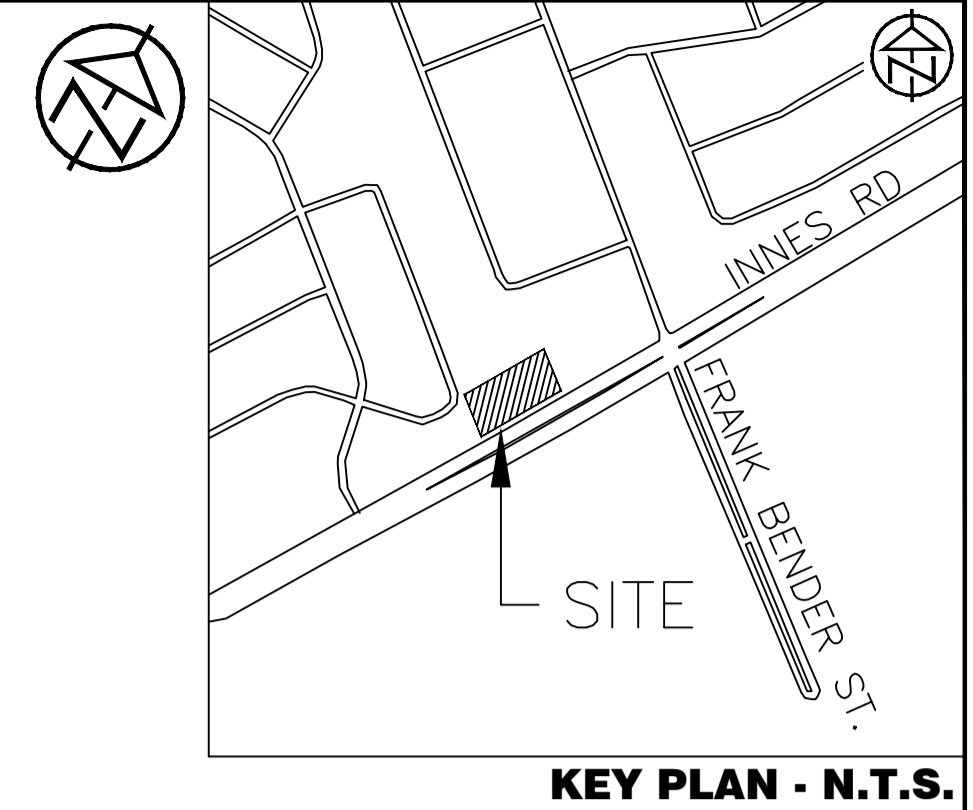 INNES RD
FRANK BENDER ST.
SITE
KEY PLAN - N.T.S.